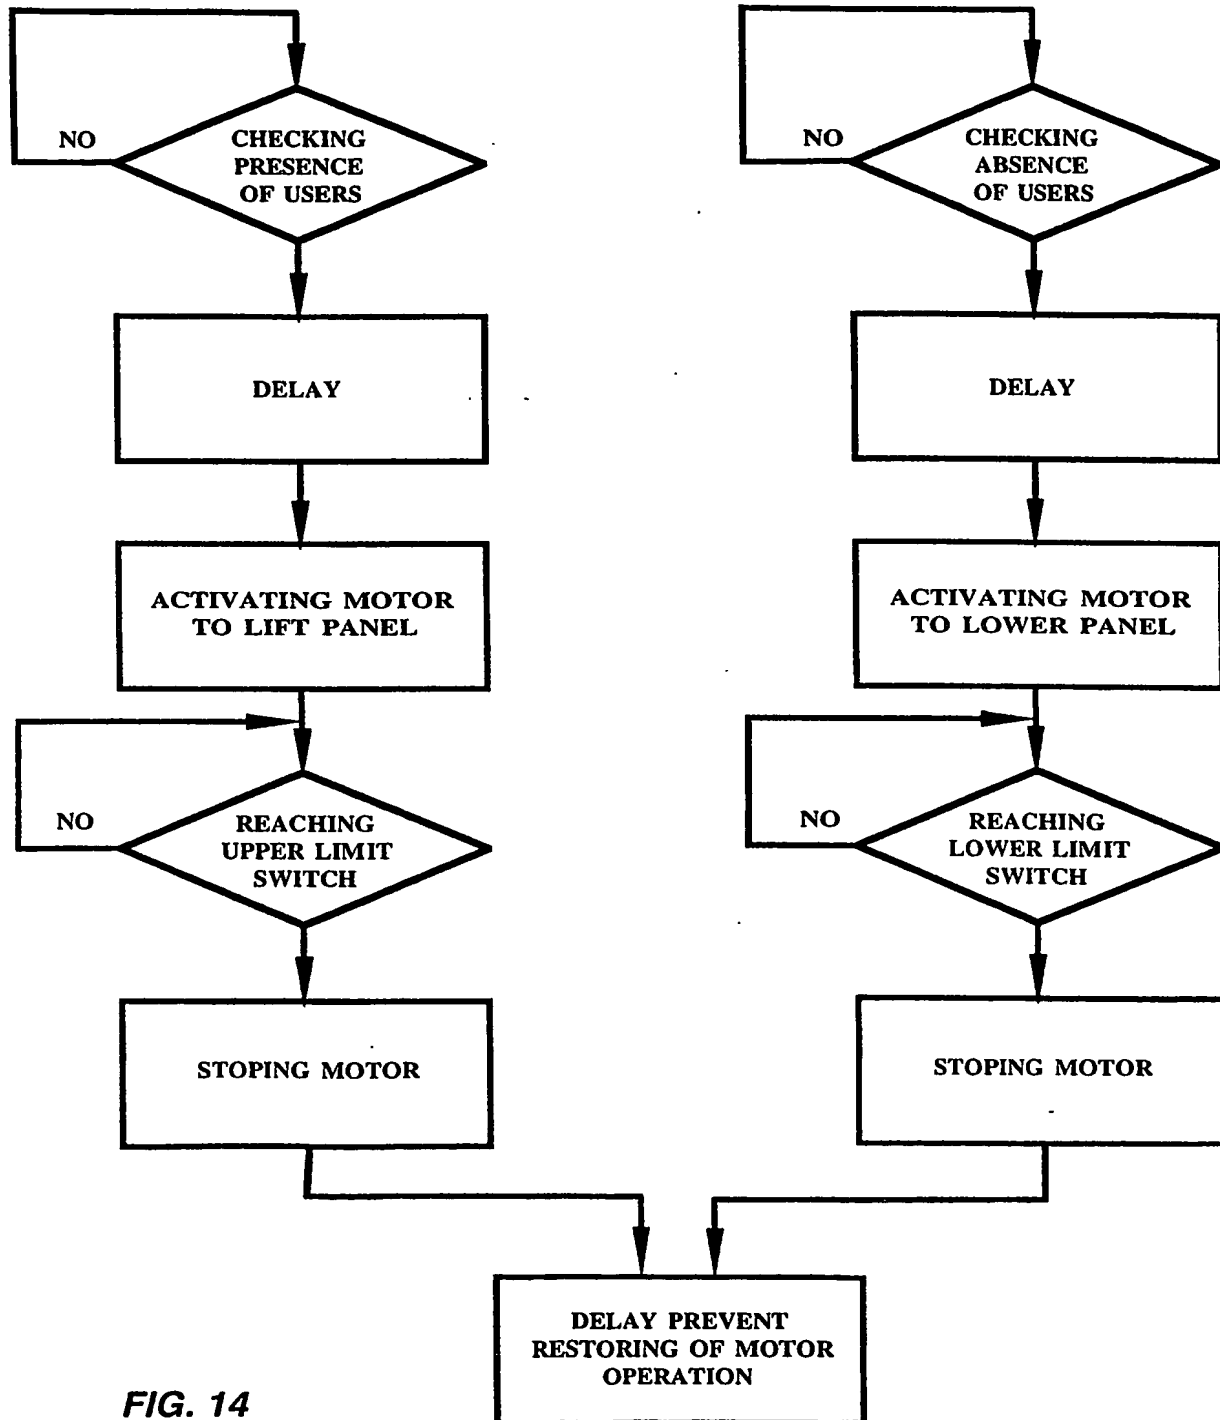 NO
CHECKING
PRESENCE
OF USERS
DELAY
ACTIVATING MOTOR
TO LIFT PANEL
NO
REACHING
UPPER LIMIT
SWITCH
STOPING MOTOR
NO
CHECKING
ABSENCE
OF USERS
DELAY
ACTIVATING MOTOR
TO LOWER PANEL
NO
REACHING
LOWER LIMIT
SWITCH
STOPING MOTOR
DELAY PREVENT
RESTORING OF MOTOR
OPERATION
FIG. 14